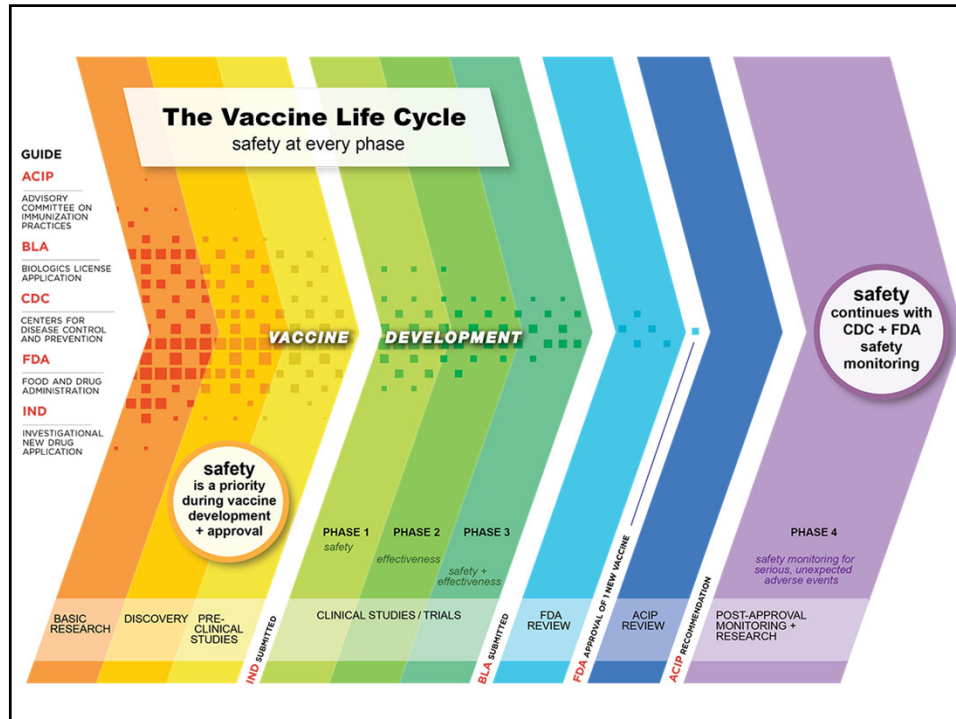 The Vaccine Life Cycle
safety at every phase
GUIDE
ACIP
ADVISORY
COMMITTEE ON
IMMUNIZATION
PRACTICES
BLA
BIOLOGICS LICENSE
APPLICATION
CDC
CENTERS FOR
DISEASE CONTROL
AND PREVENTION
FDA
FOOD AND DRUG
ADMINISTRATION
IND
INVESTIGATIONAL
NEW DRUG
APPLICATION
VACCINE DEVELOPMENT
safety
is a priority
during vaccine
development
+ approval
safety
continues with
CDC + FDA
safety
monitoring
PHASE 1
safety
PHASE 2
effectiveness
PHASE 3
safety +
effectiveness
PHASE 4
safety monitoring for
serious, unexpected
adverse events
BASIC
RESEARCH
DISCOVERY
PRE-
CLINICAL
STUDIES
IND SUBMITTED
CLINICAL STUDIES / TRIALS
BLA SUBMITTED
FDA
REVIEW
FDA APPROVAL OF 1 NEW VACCINE
ACIP
REVIEW
ACIP RECOMMENDATION
POST-APPROVAL
MONITORING +
RESEARCH